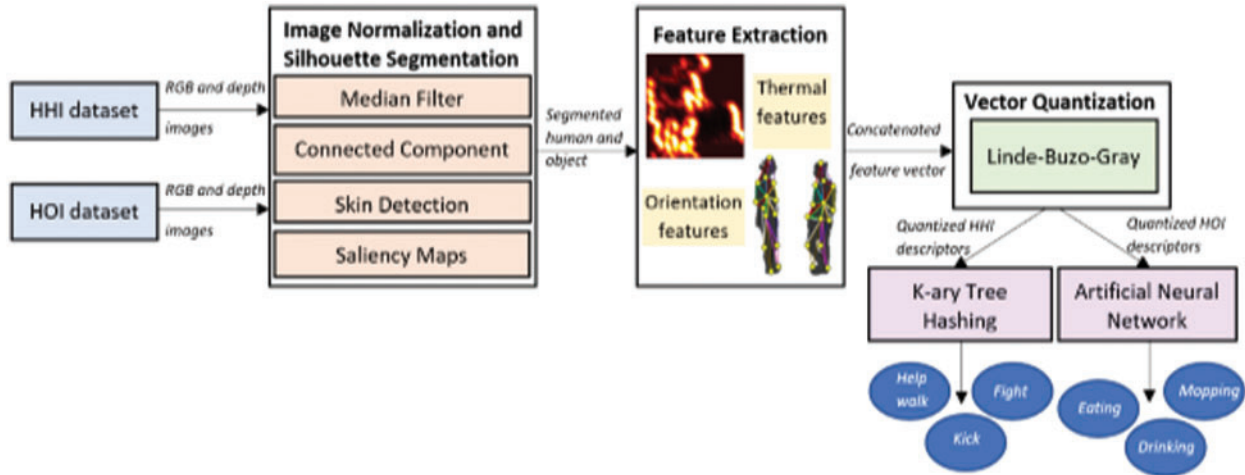 HHI dataset
HOI dataset
RGB and depth
images
RGB and depth
images
Image Normalization and
Silhouette Segmentation
Median Filter
Connected Component
Skin Detection
Saliency Maps
Segmented
human and
object
Feature Extraction
Thermal
features
Orientation
features
Concatenated
feature vector
Vector Quantization
Linde-Buzo-Gray
Quantized HHI
descriptors
Quantized HOI
descriptors
K-ary Tree
Hashing
Artificial Neural
Network
Help
walk
Fight
Kick
Eating
Mopping
Drinking